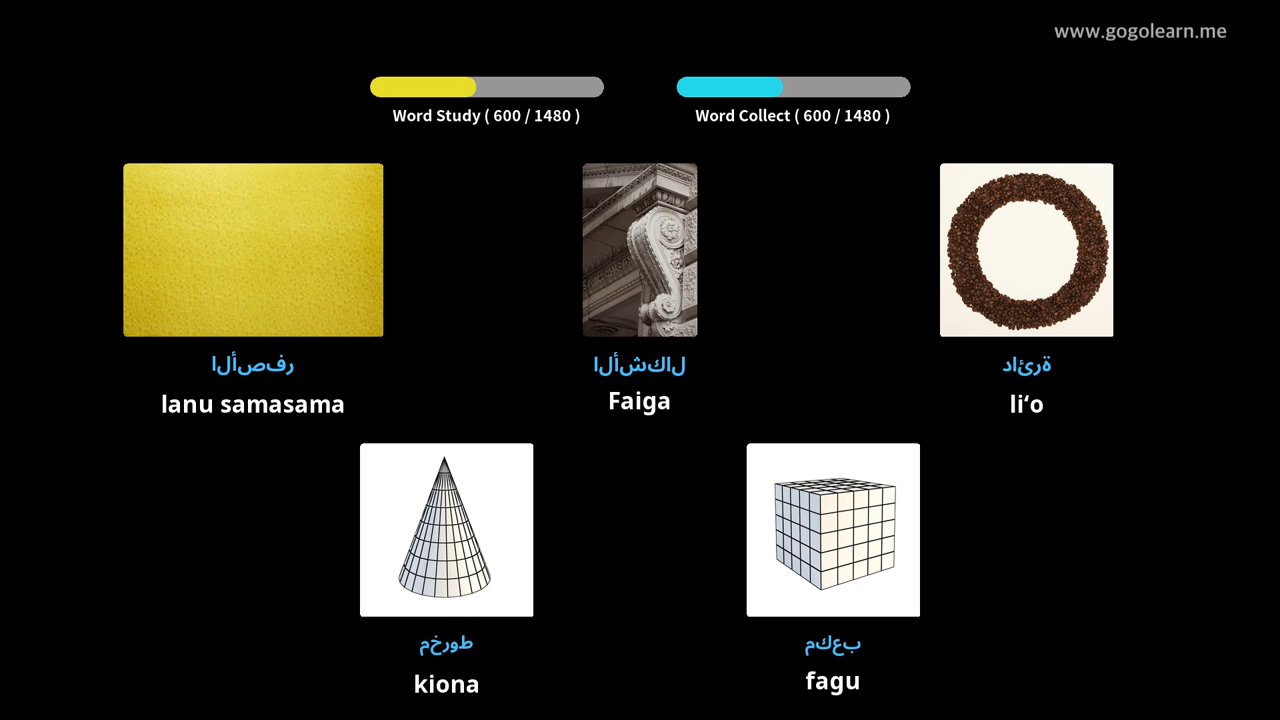 www.gogolearn.me
Word Study ( 600 / 1480 )
Word Collect ( 600 / 1480 )
الأصفر
lanu samasama
الأشكال
Faiga
دائرة
li‘o
مخروط
kiona
مكعب
fagu